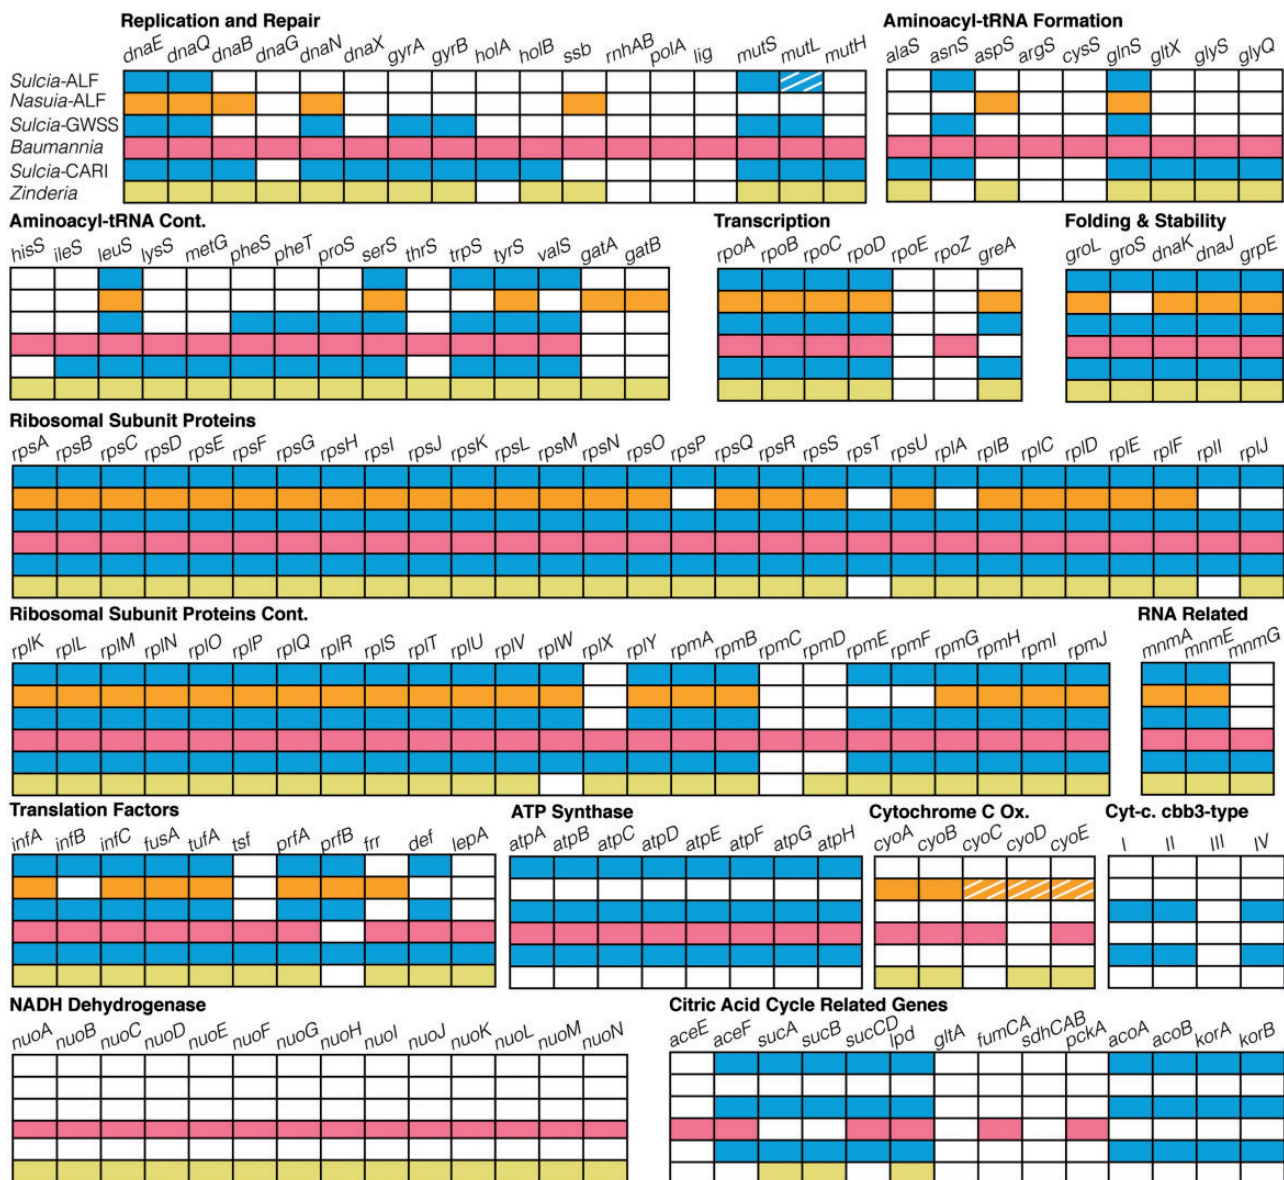 Replication and Repair
dnaE dnaQ dnaB dnaG dnaN dnaX gyrA gyrB holA holB ssb rnhAB polA lig mutS mutL mutH
Aminoacyl-tRNA Formation
alaS asnS aspS argS cysS glnS gltX glyS glyQ
Sulcia-ALF
Nasuia-ALF
Sulcia-GWSS
Baumannia
Sulcia-CARI
Zinderia
Aminoacyl-tRNA Cont.
hisS ileS leuS lysS metG pheS pheT proS serS thrS trpS tyrS valS gatA gatB
Transcription
rpoA rpoB rpoC rpoD rpoE rpoZ greA
Folding & Stability
groL groS dnaK dnaJ grpE
Ribosomal Subunit Proteins
rpsA rpsB rpsC rpsD rpsE rpsF rpsG rpsH rpsI rpsJ rpsK rpsL rpsM rpsN rpsO rpsP rpsQ rpsR rpsS rpsT rpsU rplA rplB rplC rplD rplE rplF rplI rplJ
Ribosomal Subunit Proteins Cont.
rplK rplL rplM rplN rplO rplP rplQ rplR rplS rplT rplU rplV rplW rplX rplY rpmA rpmB rpmC rpmD rpmE rpmF rpmG rpmH rpmI rpmJ
RNA Related
mnmA mnmE mnmG
Translation Factors
infA infB infC fusA tufA tsf prfA prfB frr def lepA
ATP Synthase
atpA atpB atpC atpD atpE atpF atpG atpH
Cytochrome C Ox.
cyoA cyoB cyoC cyoD cyoE
Cyt-c. cbb3-type
I II III IV
NADH Dehydrogenase
nuoA nuoB nuoC nuoD nuoE nuoF nuoG nuoH nuoI nuoJ nuoK nuoL nuoM nuoN
Citric Acid Cycle Related Genes
aceE aceF sucA sucB sucCD lpd gltA fumCA sdhCAB pckA acoA acoB korA korB